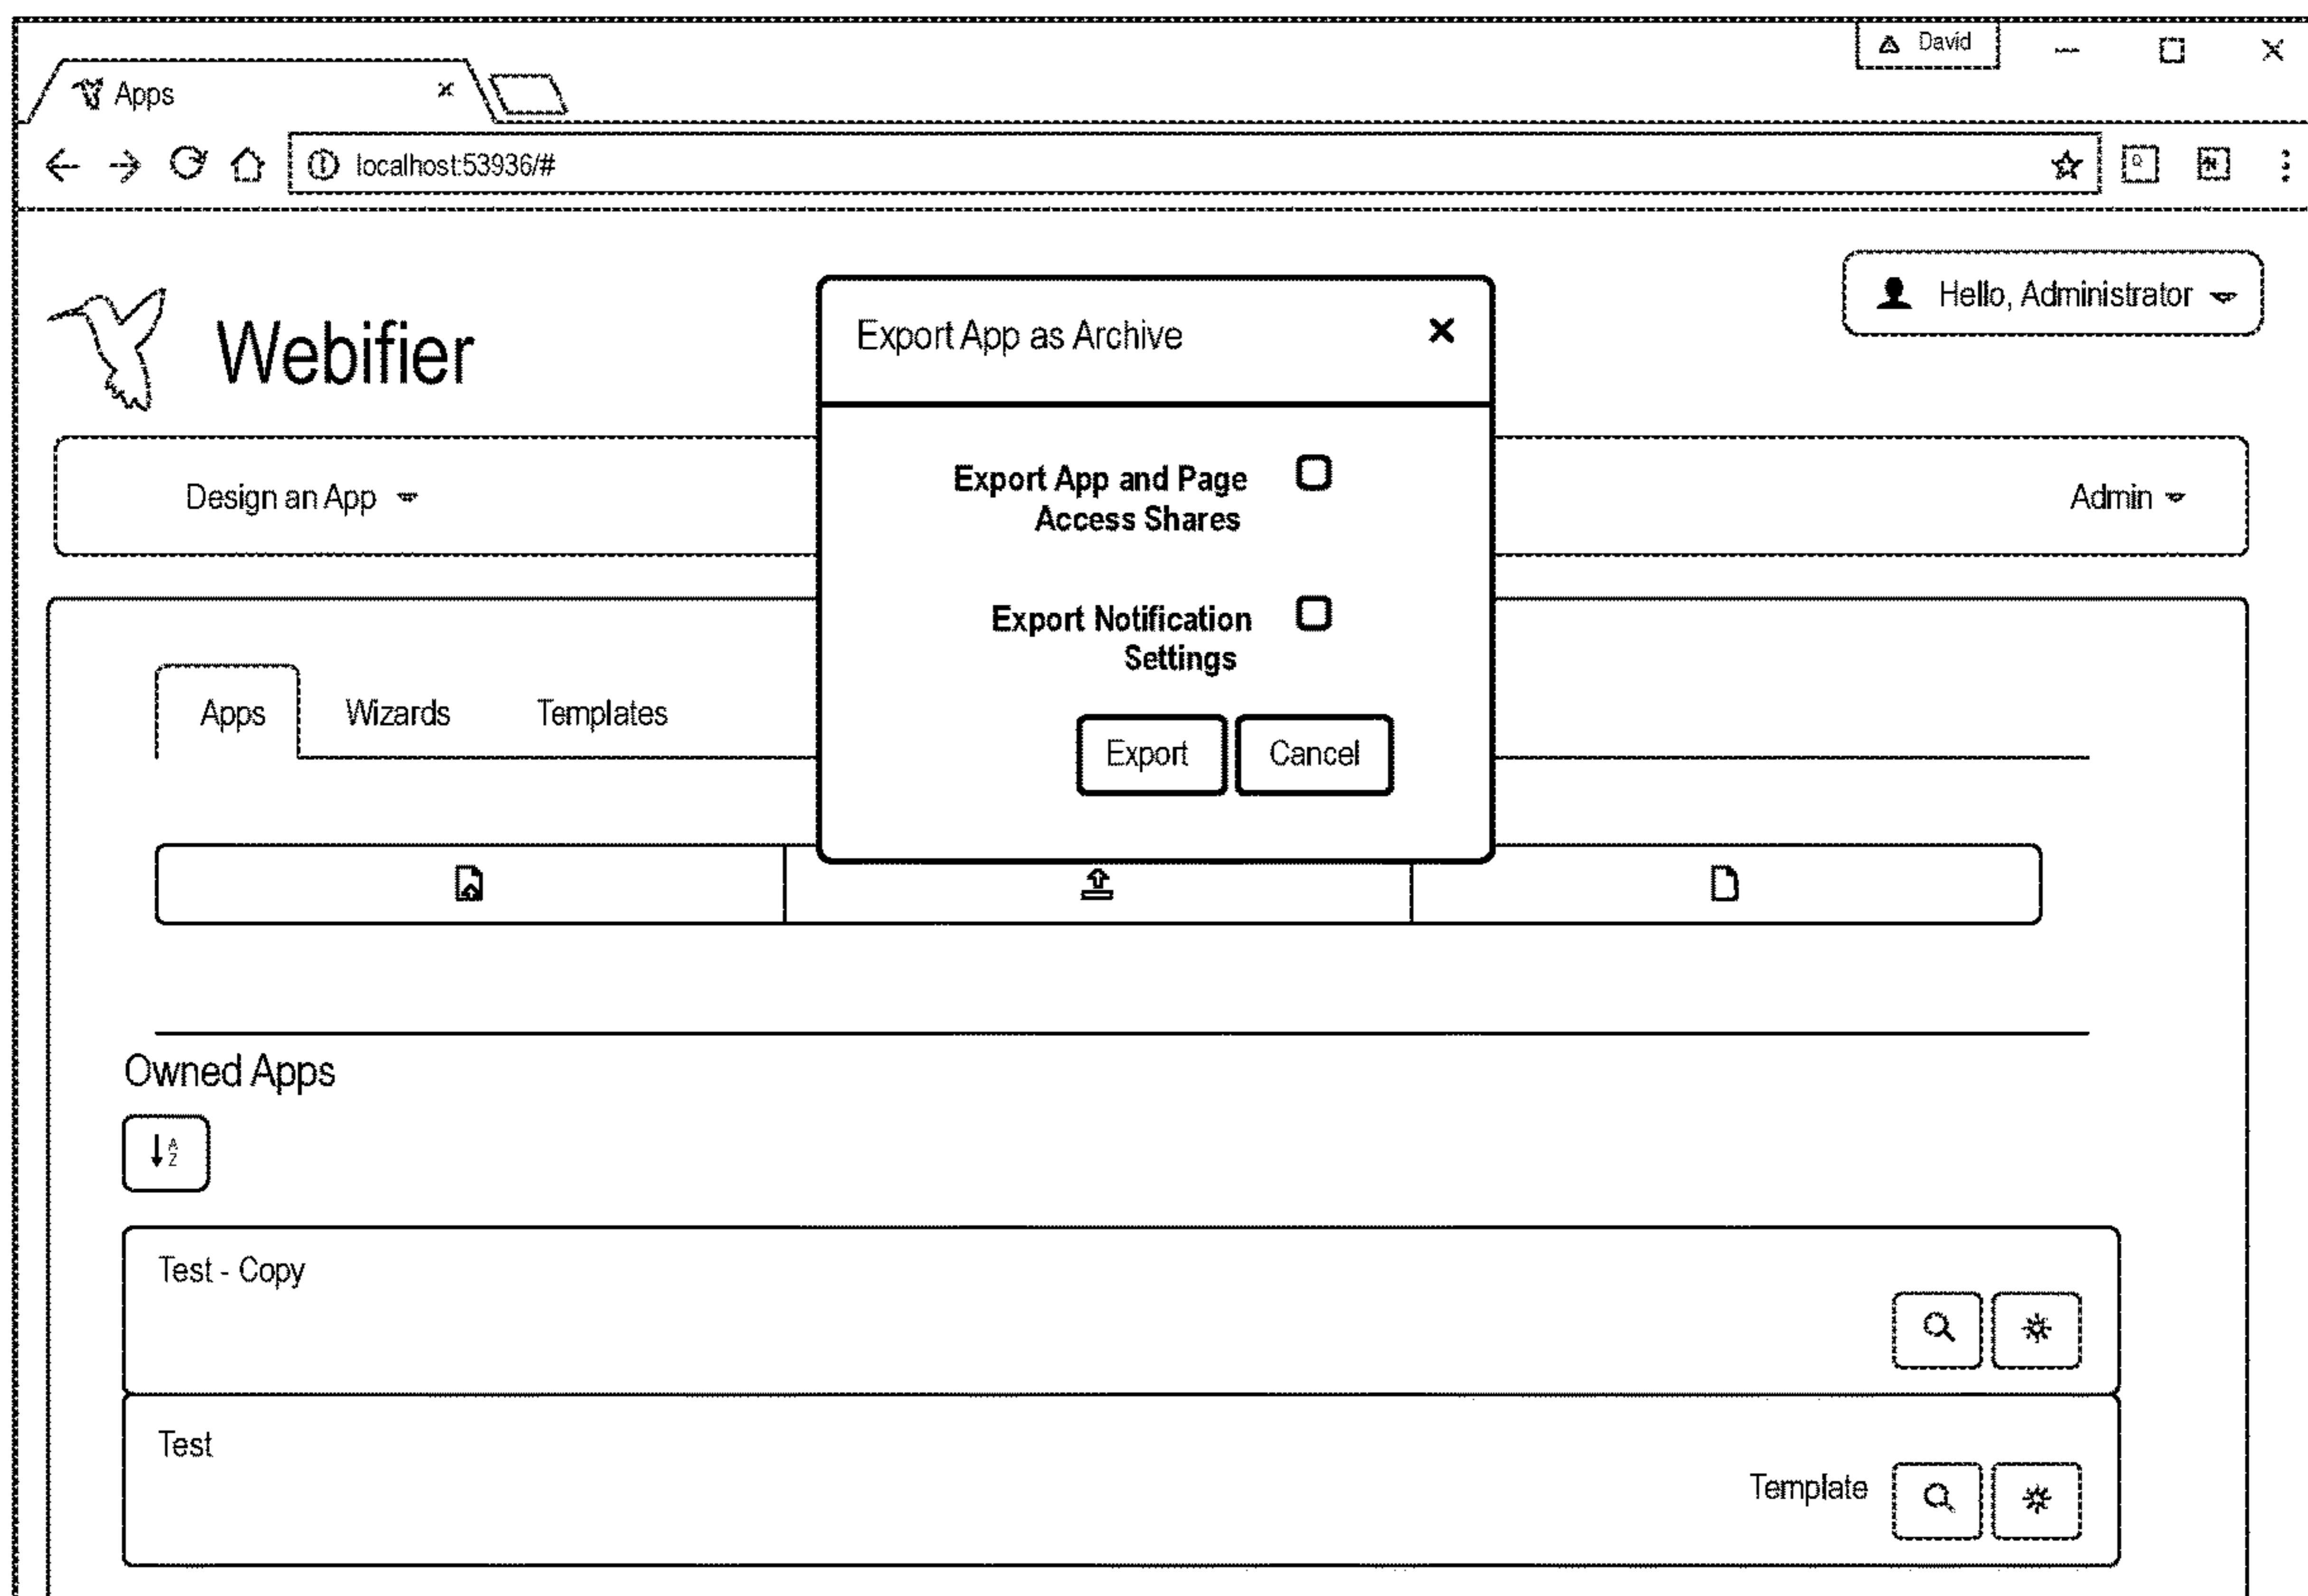 David
Apps
localhost:53936/#
Hello, Administrator
Webifier
Export App as Archive
Export App and Page
Access Shares
Design an App
Admin
Export Notification
Settings
Apps Wizards Templates
Export Cancel
Owned Apps
A
Z
Test - Copy
Test
Template